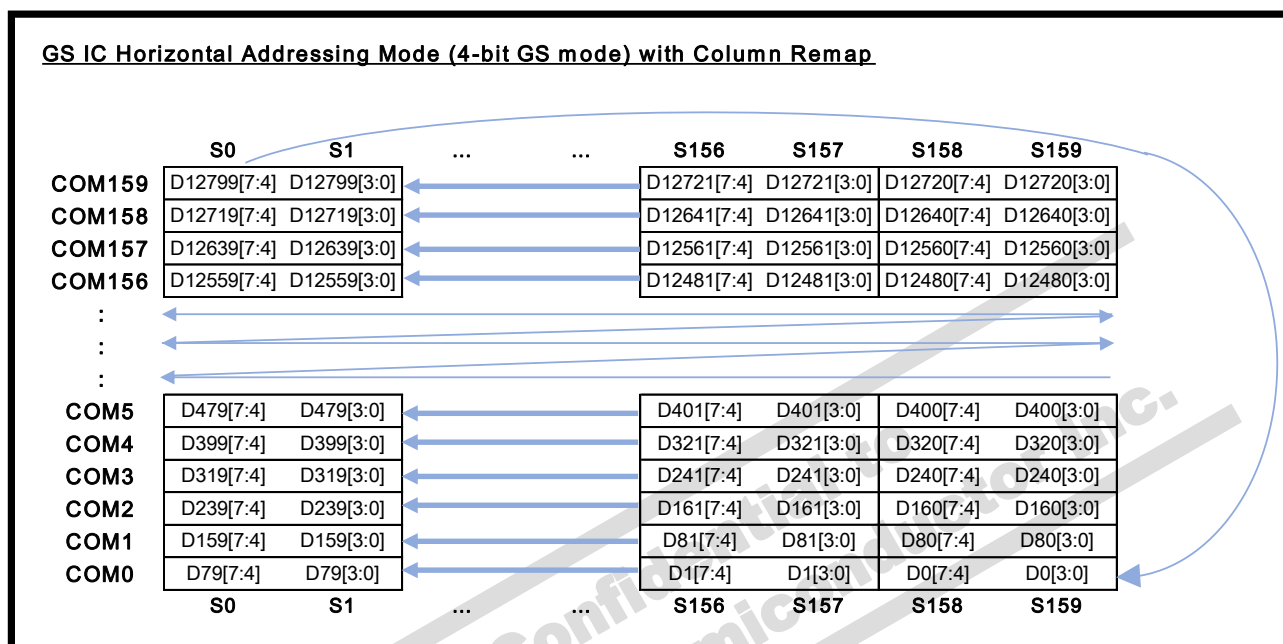 GS IC Horizontal Addressing Mode (4-bit GS mode) with Column Remap
S0 S1 ... ... S156 S157 S158 S159
COM159 D12799[7:4] D12799[3:0] D12721[7:4] D12721[3:0] D12720[7:4] D12720[3:0]
COM158 D12719[7:4] D12719[3:0] D12641[7:4] D12641[3:0] D12640[7:4] D12640[3:0]
COM157 D12639[7:4] D12639[3:0] D12561[7:4] D12561[3:0] D12560[7:4] D12560[3:0]
COM156 D12559[7:4] D12559[3:0] D12481[7:4] D12481[3:0] D12480[7:4] D12480[3:0]
:
:
:
COM5 D479[7:4] D479[3:0] D401[7:4] D401[3:0] D400[7:4] D400[3:0]
COM4 D399[7:4] D399[3:0] D321[7:4] D321[3:0] D320[7:4] D320[3:0]
COM3 D319[7:4] D319[3:0] D241[7:4] D241[3:0] D240[7:4] D240[3:0]
COM2 D239[7:4] D239[3:0] D161[7:4] D161[3:0] D160[7:4] D160[3:0]
COM1 D159[7:4] D159[3:0] D81[7:4] D81[3:0] D80[7:4] D80[3:0]
COM0 D79[7:4] D79[3:0] D1[7:4] D1[3:0] D0[7:4] D0[3:0]
S0 S1 ... ... S156 S157 S158 S159
Confidential to
Inc.